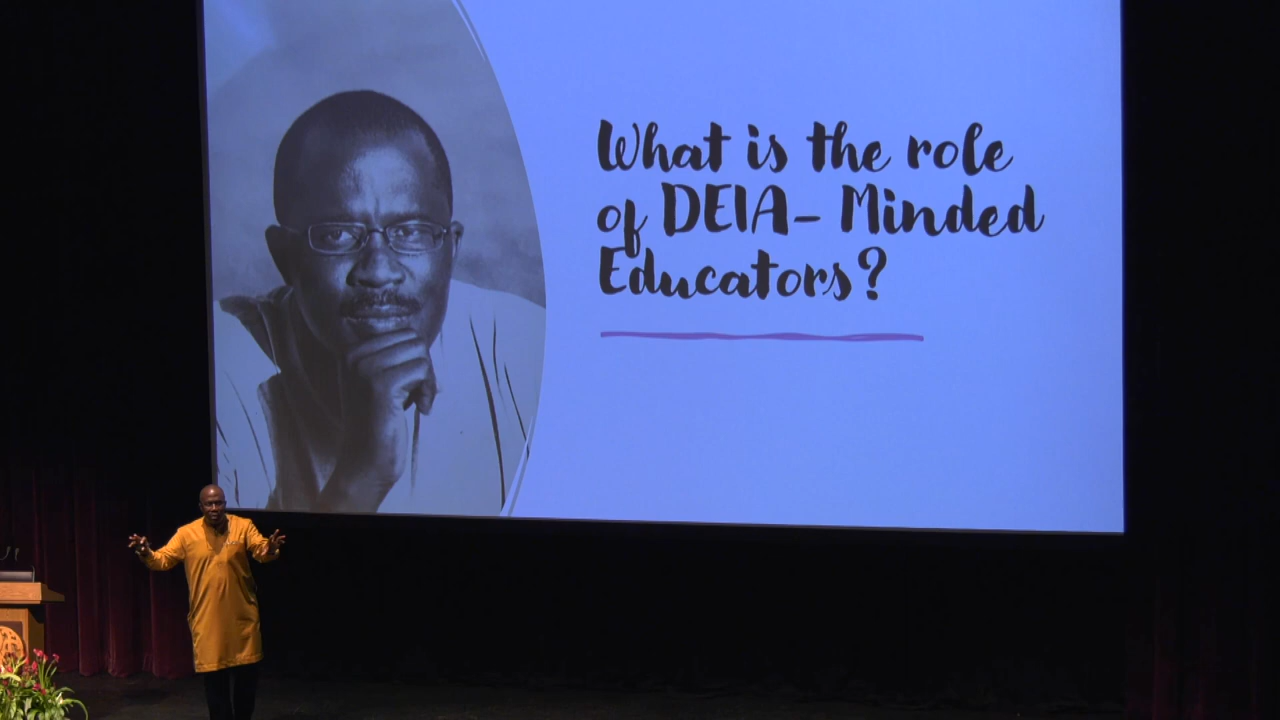 What is the role
of DEIA- Minded
Educators?